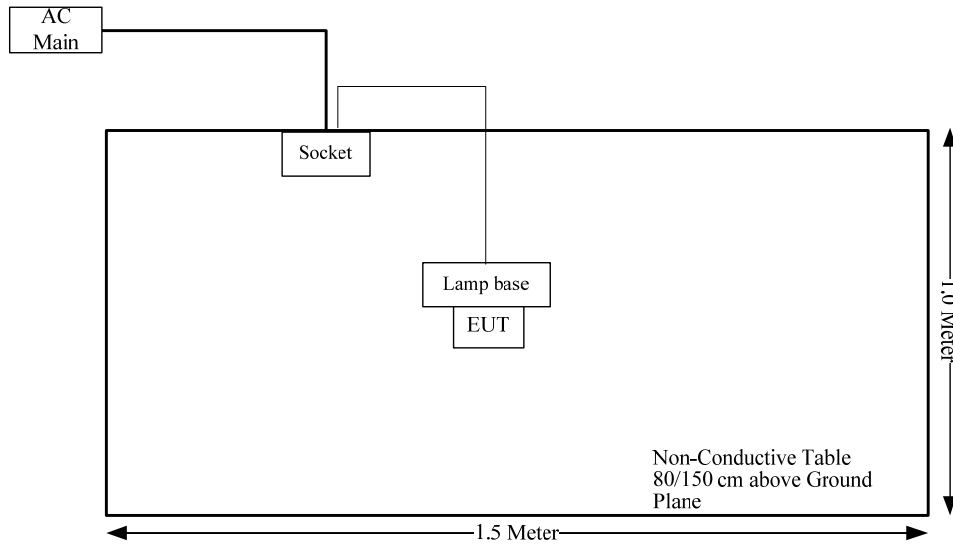 AC
Main
Socket
Lamp base
EUT
1.0 Meter
Non-Conductive Table
80/150 cm above Ground
Plane
1.5 Meter